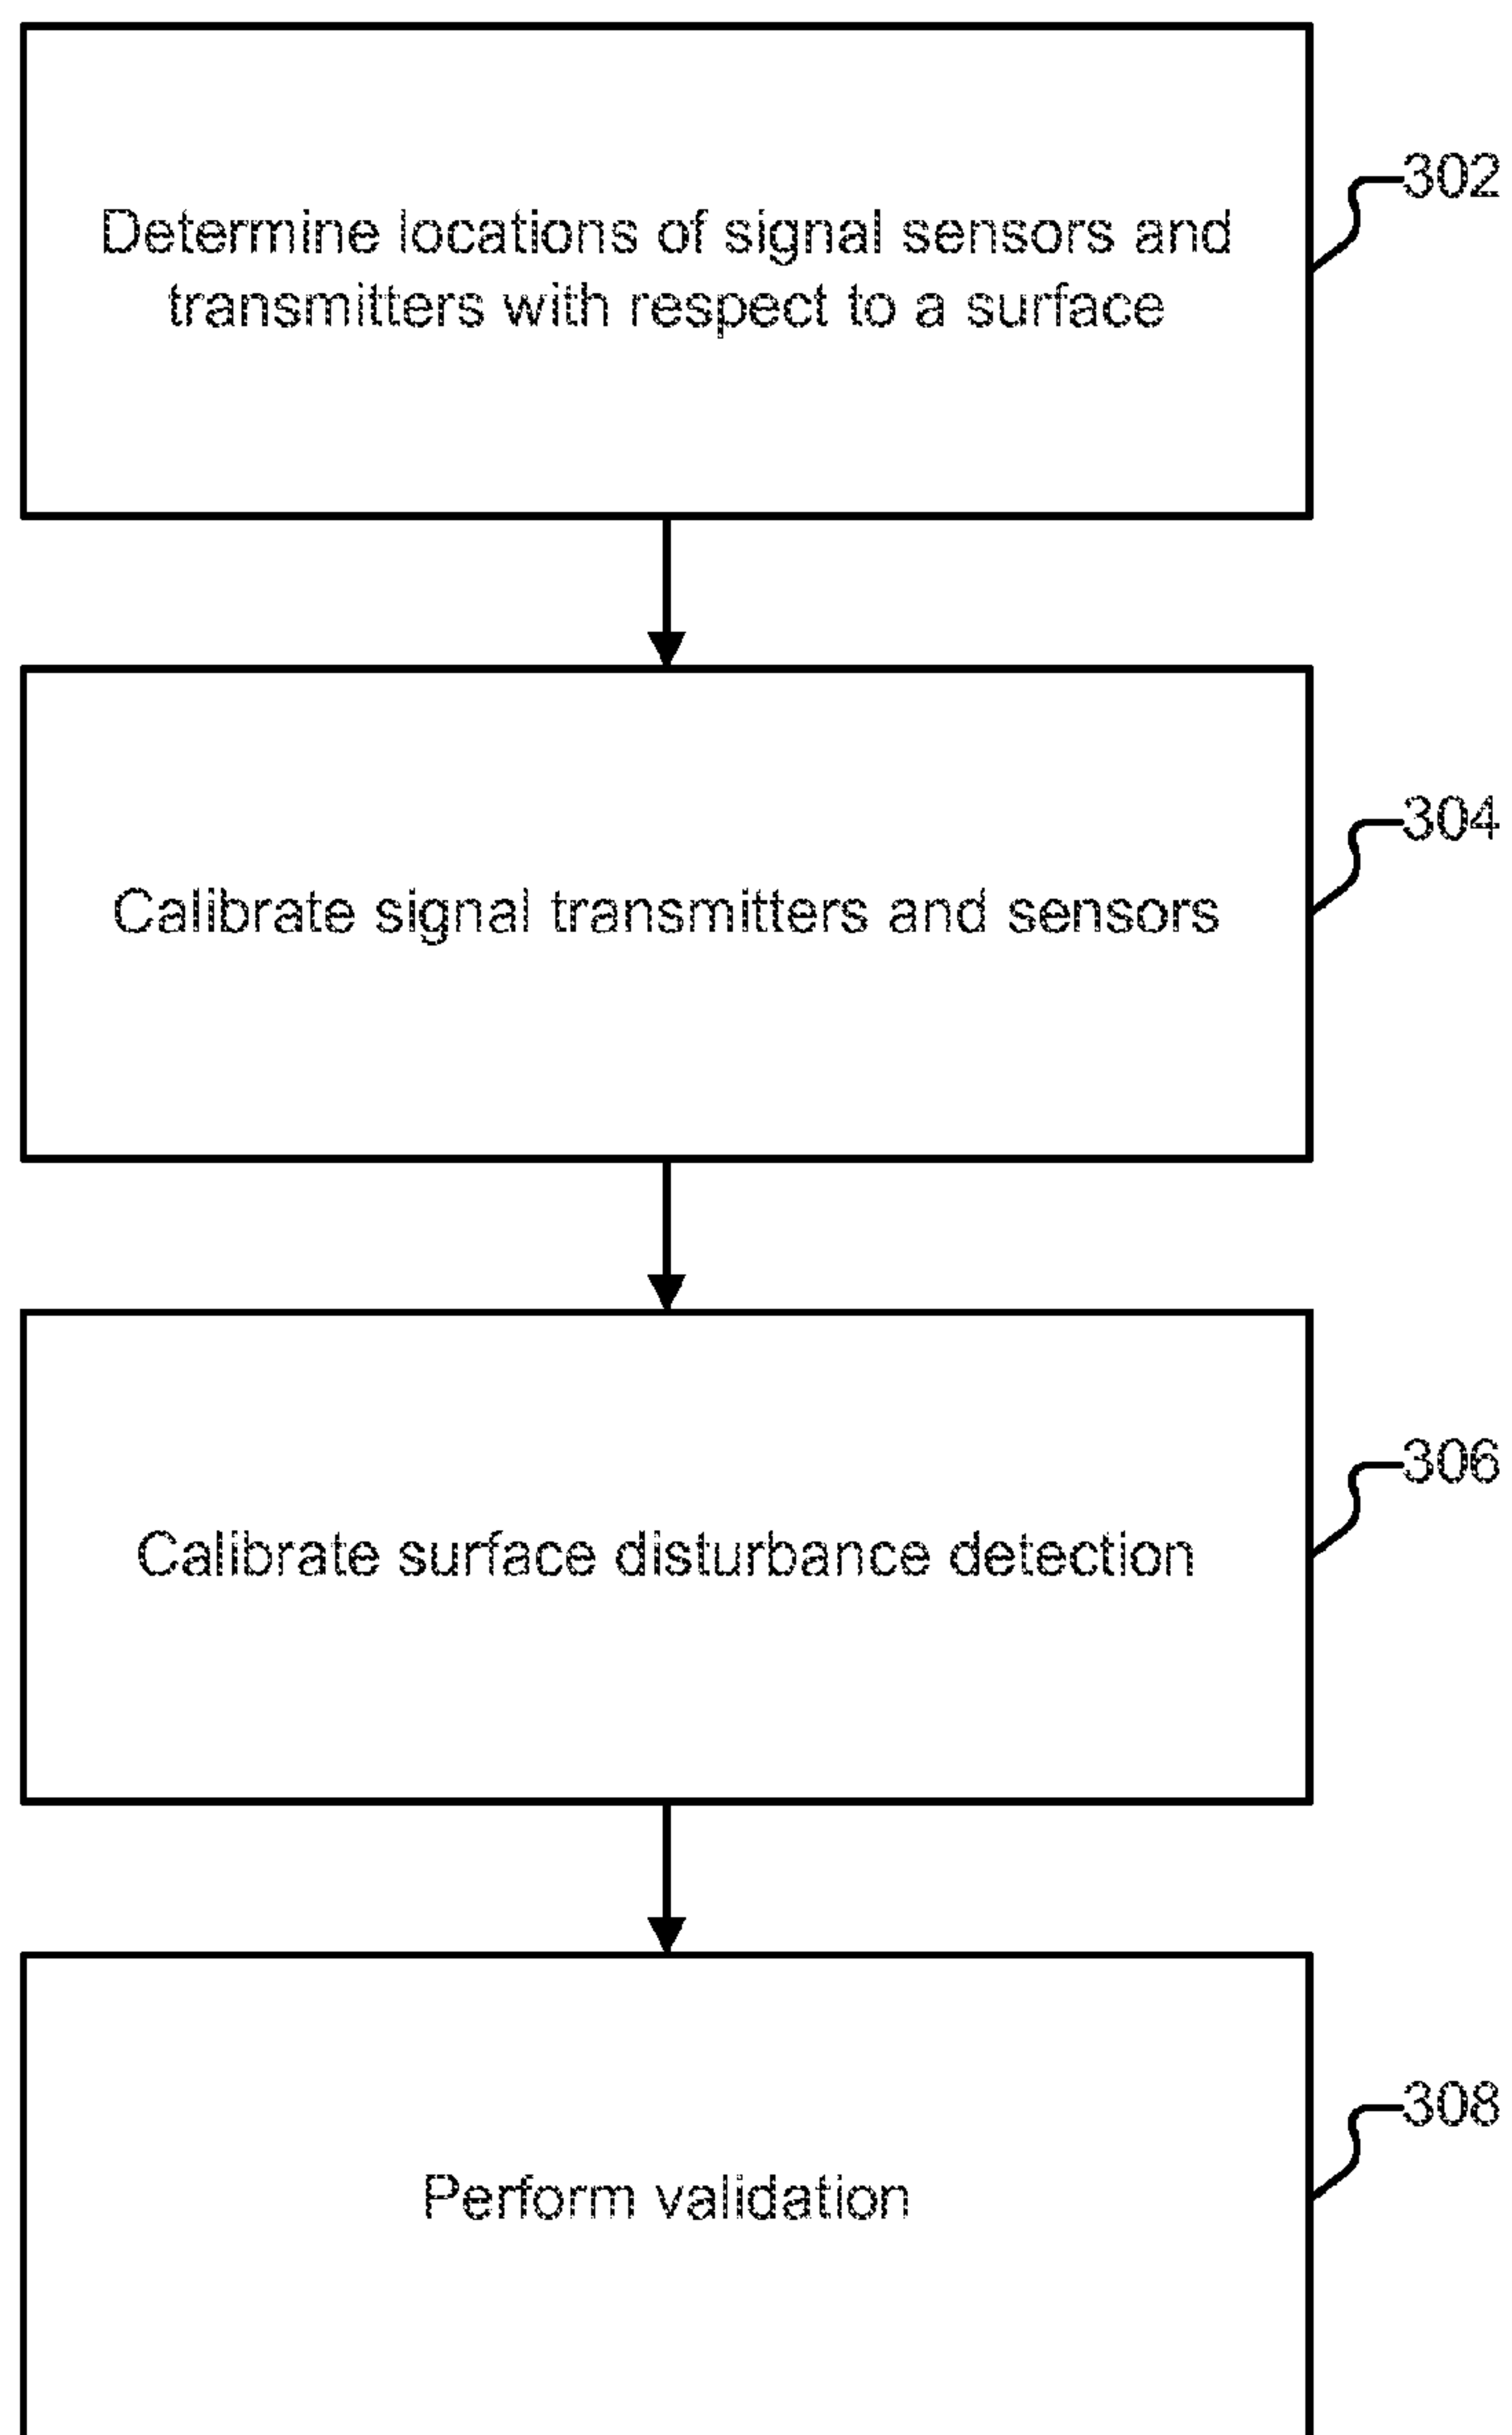 302
Determine locations of signal sensors and
transmitters with respect to a surface
304
Calibrate signal transmitters and sensors
306
Calibrate surface disturbance detection
308
Perform validation